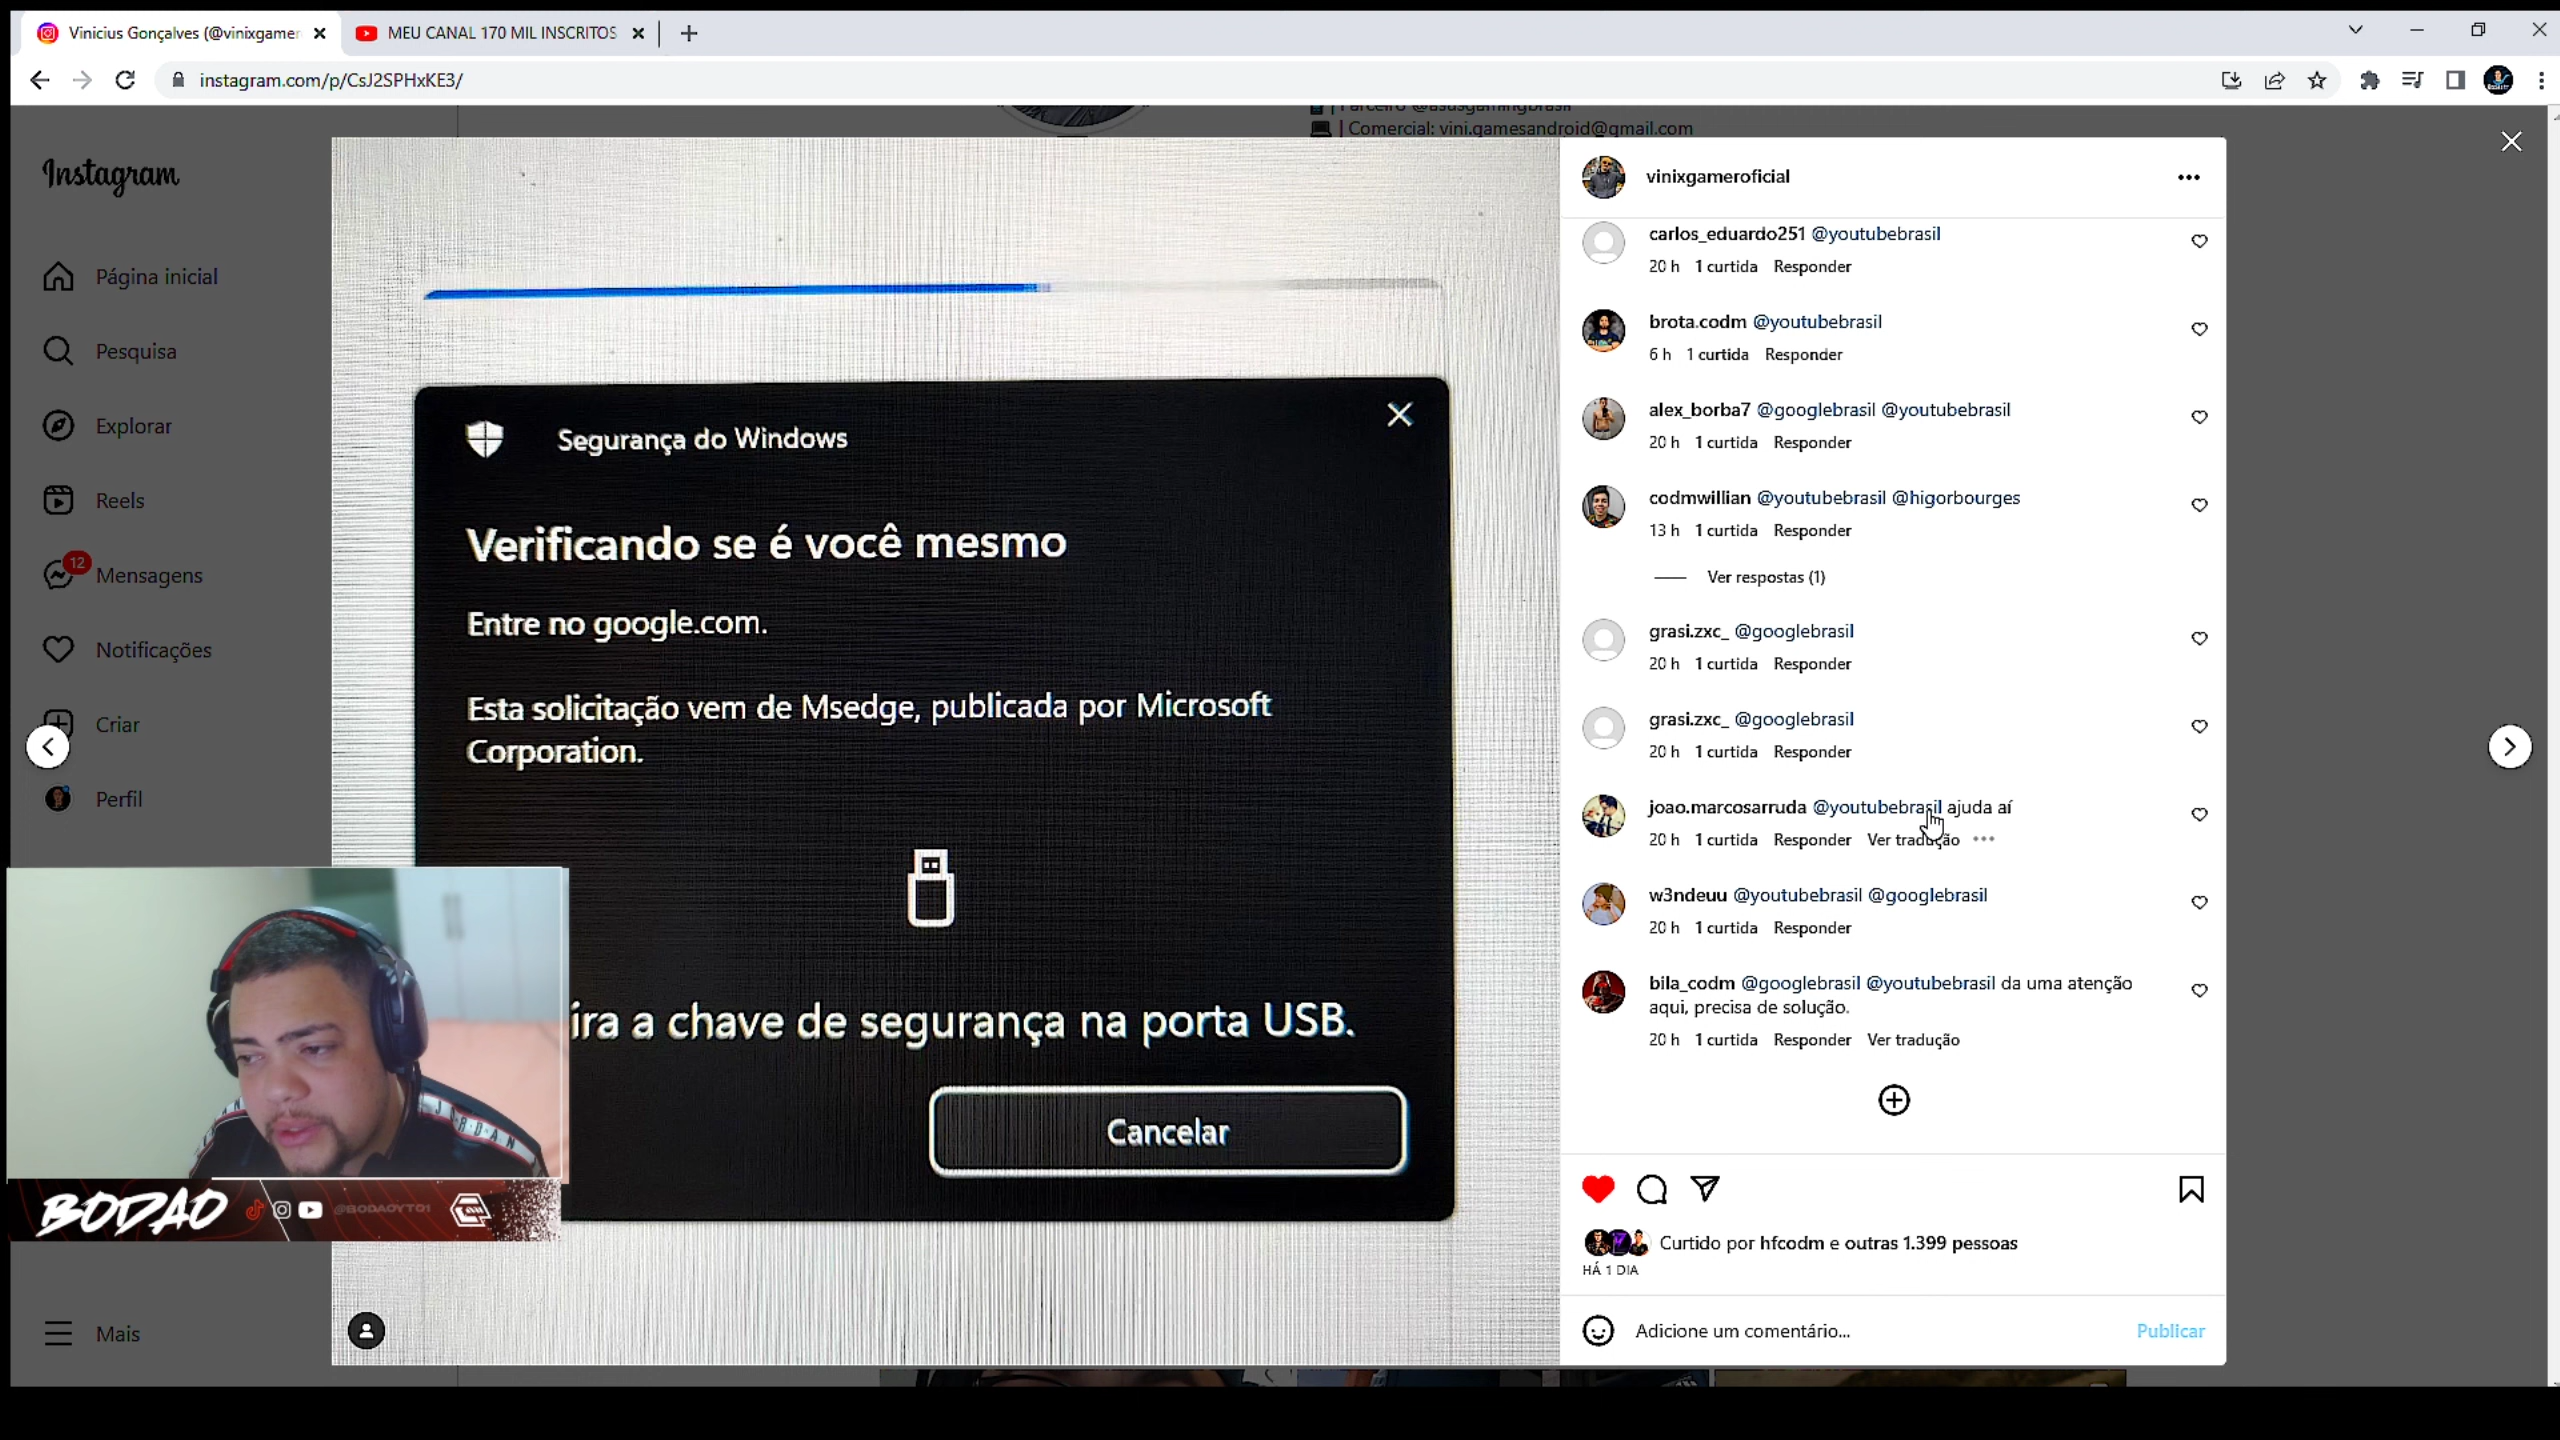 Vinicius Gonçalves (@vinixgamer
MEU CANAL 170 MIL INSCRITOS
instagram.com/p/CsJ2SPHxKE3/
| Parceiro @asusgamingbrasil
| Comercial: vini.gamesandroid@gmail.com
Instagram
Página inicial
Pesquisa
Explorar
Reels
12
Mensagens
Notificações
Criar
Perfil
Mais
Segurança do Windows
Verificando se é você mesmo
Entre no google.com.
Esta solicitação vem de Msedge, publicada por Microsoft
Corporation.
ira a chave de segurança na porta USB.
Cancelar
JORDAN
BODAO
@BODAOYT01
vinixgameroficial
carlos_eduardo251 @youtubebrasil
20 h 1 curtida Responder
brota.codm @youtubebrasil
6 h 1 curtida Responder
alex_borba7 @googlebrasil @youtubebrasil
20 h 1 curtida Responder
codmwillian @youtubebrasil @higorbourges
13 h 1 curtida Responder
Ver respostas (1)
grasi.zxc_ @googlebrasil
20 h 1 curtida Responder
grasi.zxc_ @googlebrasil
20 h 1 curtida Responder
joao.marcosarruda @youtubebrasil ajuda aí
20 h 1 curtida Responder Ver tradução
w3ndeuu @youtubebrasil @googlebrasil
20 h 1 curtida Responder
bila_codm @googlebrasil @youtubebrasil da uma atenção
aqui, precisa de solução.
20 h 1 curtida Responder Ver tradução
Curtido por hfcodm e outras 1.399 pessoas
HÁ 1 DIA
Adicione um comentário...
Publicar